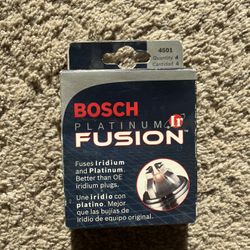 4501
Quantity 4
Cantidad 4
BOSCH
PLATINUM Ir
FUSION™
Fuses Iridium
and Platinum.
Better than OE
iridium plugs.
Une iridio con
platino. Mejor
que las bujías de
iridio de equipo original.